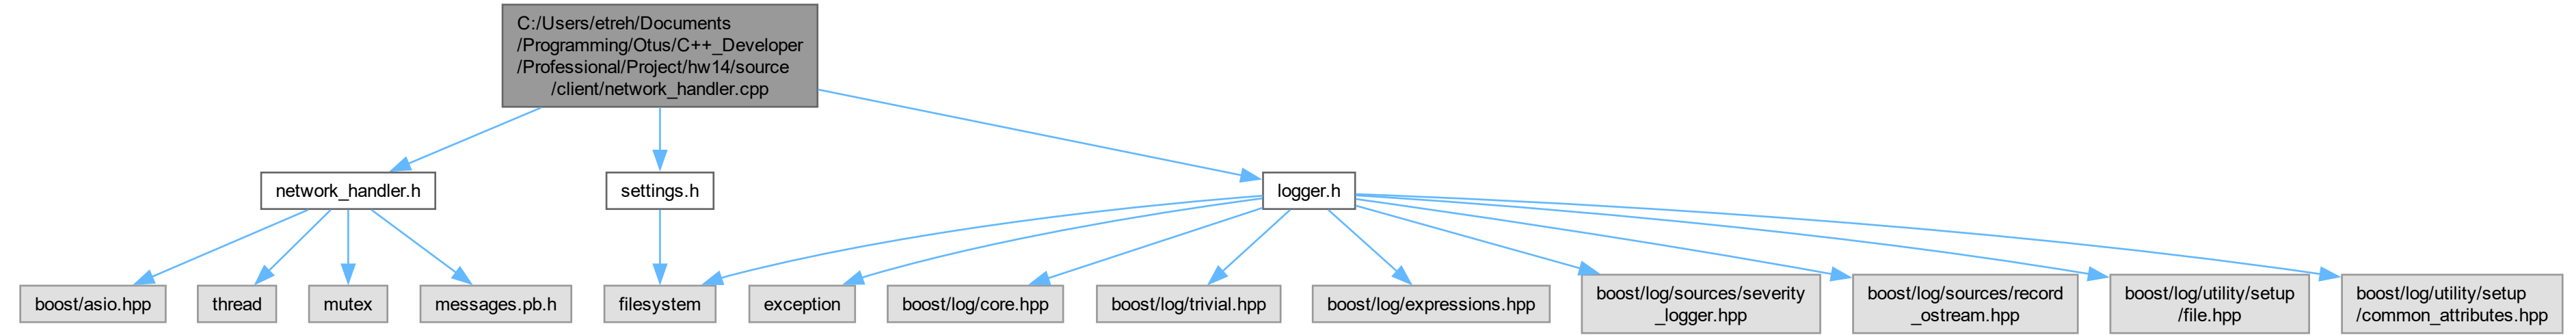 C:/Users/etreh/Documents
/Programming/Otus/C++_Developer
/Professional/Project/hw14/source
/client/network_handler.cpp
network_handler.h
settings.h
logger.h
boost/asio.hpp
thread
mutex
messages.pb.h
filesystem
exception
boost/log/core.hpp
boost/log/trivial.hpp
boost/log/expressions.hpp
boost/log/sources/severity
_logger.hpp
boost/log/sources/record
_ostream.hpp
boost/log/utility/setup
/file.hpp
boost/log/utility/setup
/common_attributes.hpp